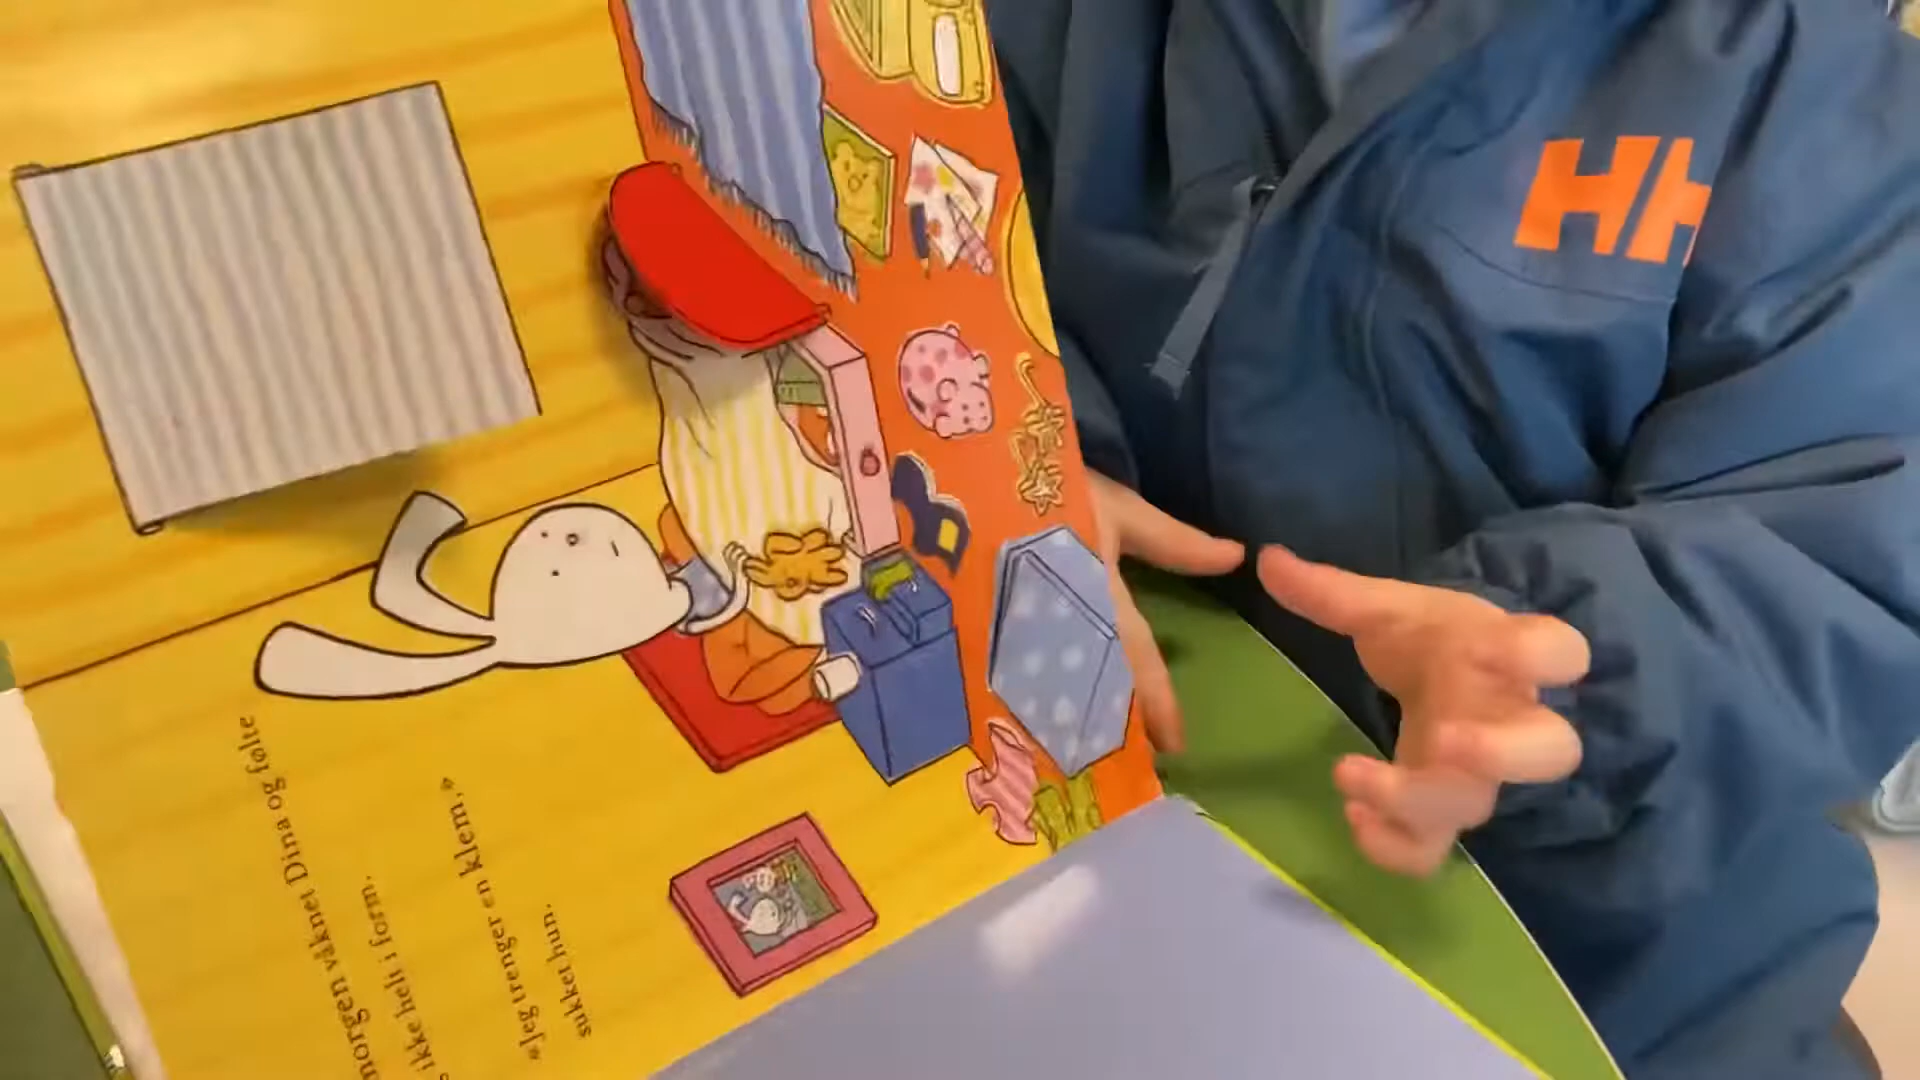 morgen våknet Dina og følte
ikke helt i form.
«Jeg trenger en klem,»
sukket hun.
HH